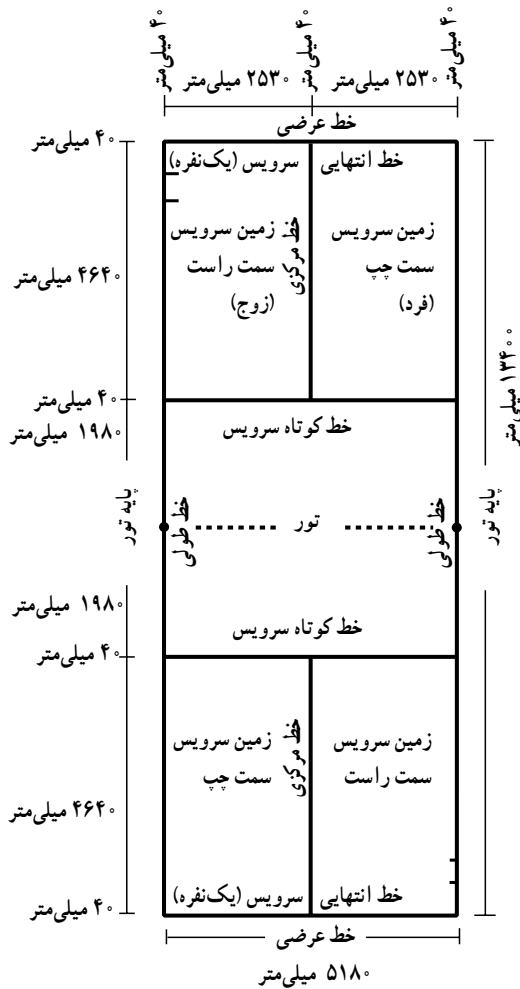 ۴۰ میلی‌متر
۴۰ میلی‌متر
۴۰ میلی‌متر
۲۵۳۰ میلی‌متر
۲۵۳۰ میلی‌متر
خط عرضی
۴۰ میلی‌متر
خط انتهایی
سرویس (یک‌نفره)
زمین سرویس
سمت چپ
(فرد)
خط مرکزی
زمین سرویس
سمت راست
(زوج)
۴۶۴۰ میلی‌متر
۱۳۴۰۰ میلی‌متر
۴۰ میلی‌متر
۱۹۸۰ میلی‌متر
خط کوتاه سرویس
پایه تور
خط طولی
تور
خط طولی
پایه تور
۱۹۸۰ میلی‌متر
خط کوتاه سرویس
۴۰ میلی‌متر
زمین سرویس
سمت راست
خط مرکزی
زمین سرویس
سمت چپ
۴۶۴۰ میلی‌متر
خط انتهایی
سرویس (یک‌نفره)
۴۰ میلی‌متر
خط عرضی
۵۱۸۰ میلی‌متر